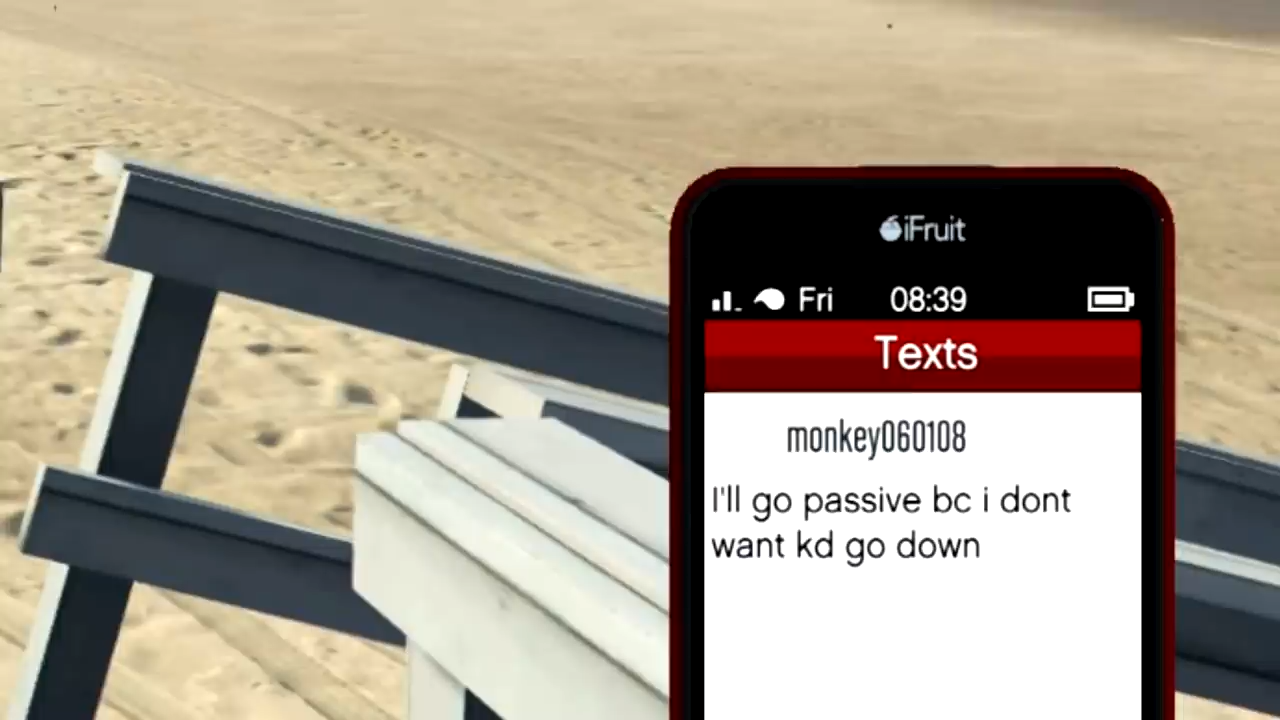 iFruit
Fri 08:39
Texts
monkey060108
I'll go passive bc i dont
want kd go down